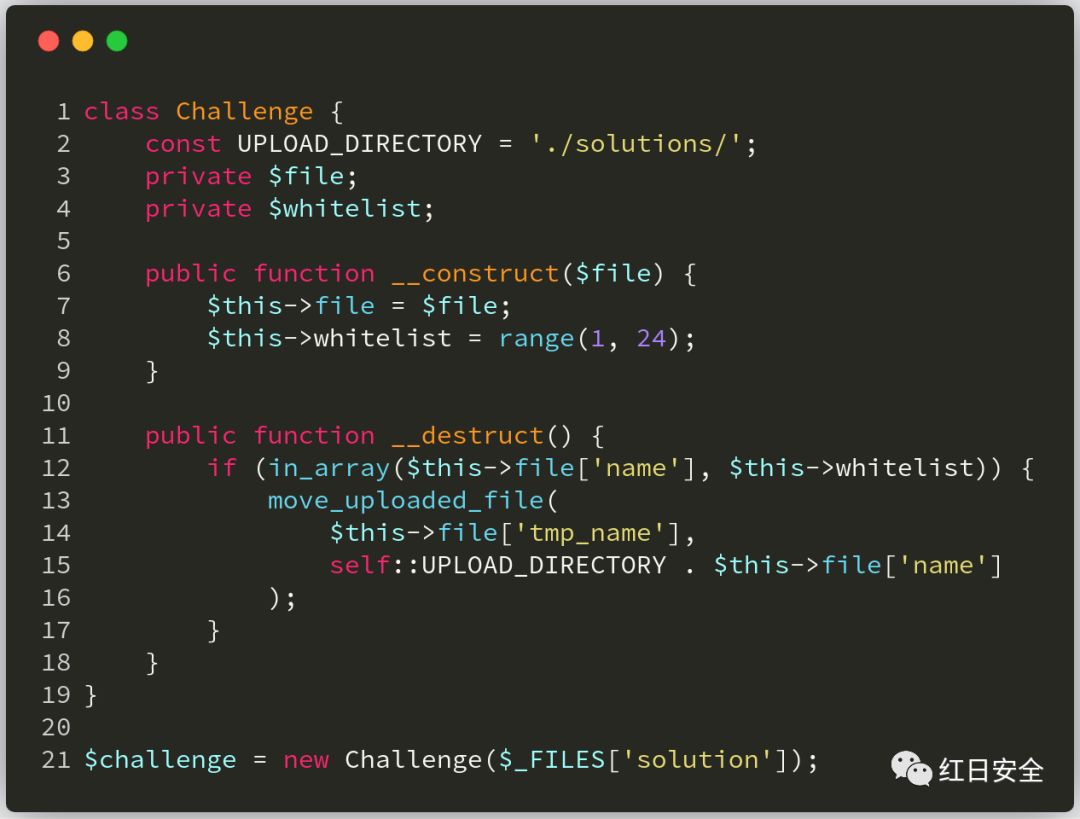 1 class Challenge {
2     const UPLOAD_DIRECTORY = './solutions/';
3     private $file;
4     private $whitelist;
5
6     public function __construct($file) {
7         $this->file = $file;
8         $this->whitelist = range(1, 24);
9     }
10
11     public function __destruct() {
12         if (in_array($this->file['name'], $this->whitelist)) {
13             move_uploaded_file(
14                 $this->file['tmp_name'],
15                 self::UPLOAD_DIRECTORY . $this->file['name']
16             );
17         }
18     }
19 }
20
21 $challenge = new Challenge($_FILES['solution']);
红日安全